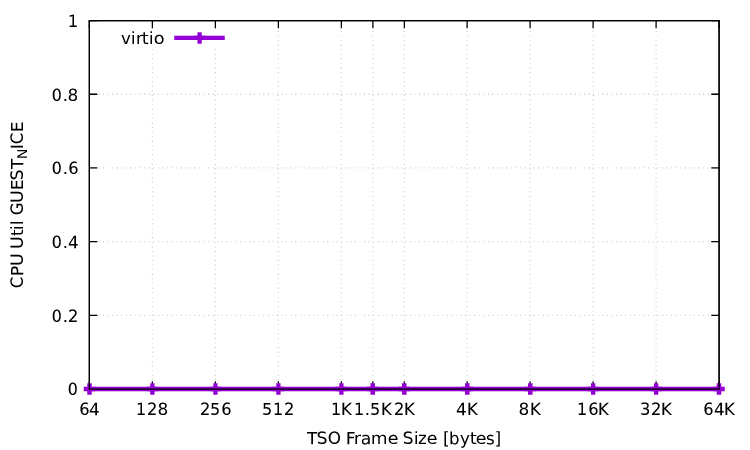 1
virtio
0.8
0.6
0.4
0.2
0
CPU Util GUEST_NICE
64 128 256 512 1K 1.5K 2K 4K 8K 16K 32K 64K
TSO Frame Size [bytes]